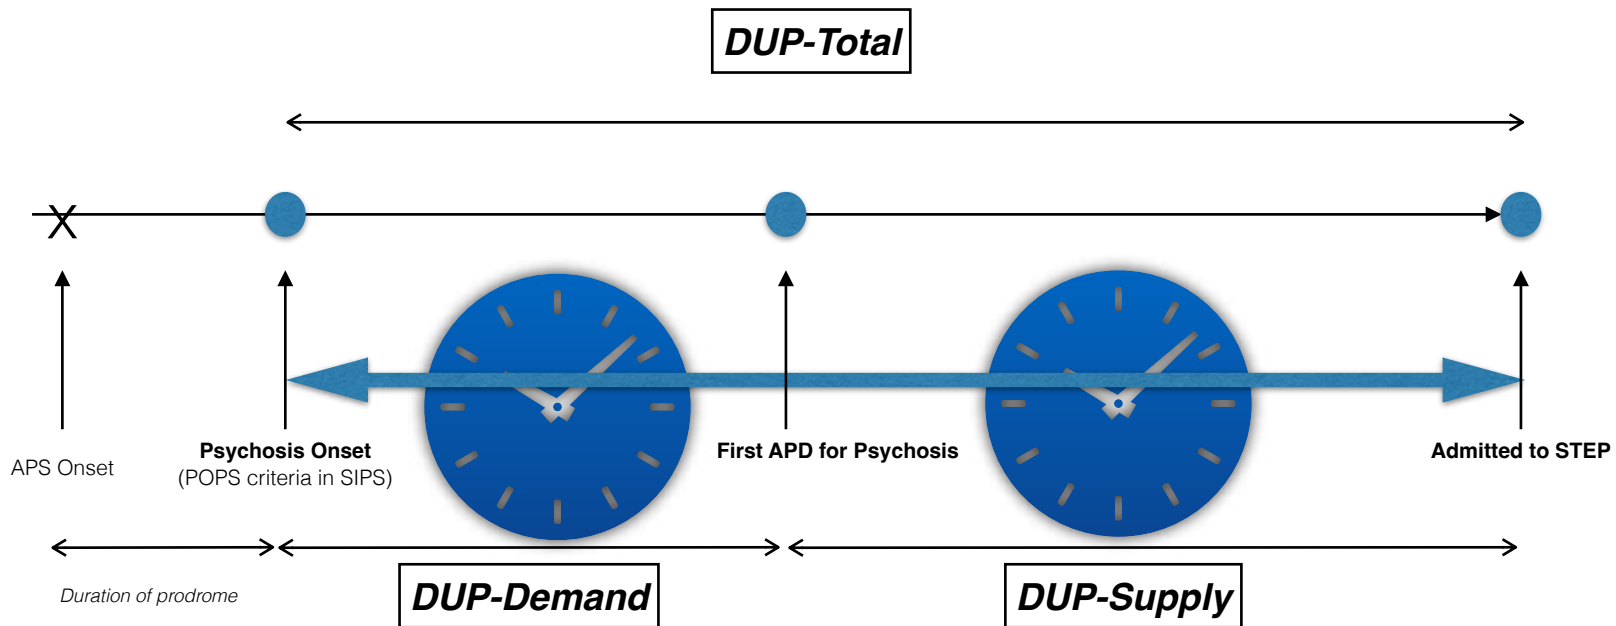 DUP-Total
X
APS Onset
Psychosis Onset
(POPS criteria in SIPS)
First APD for Psychosis
Admitted to STEP
Duration of prodrome
DUP-Demand
DUP-Supply